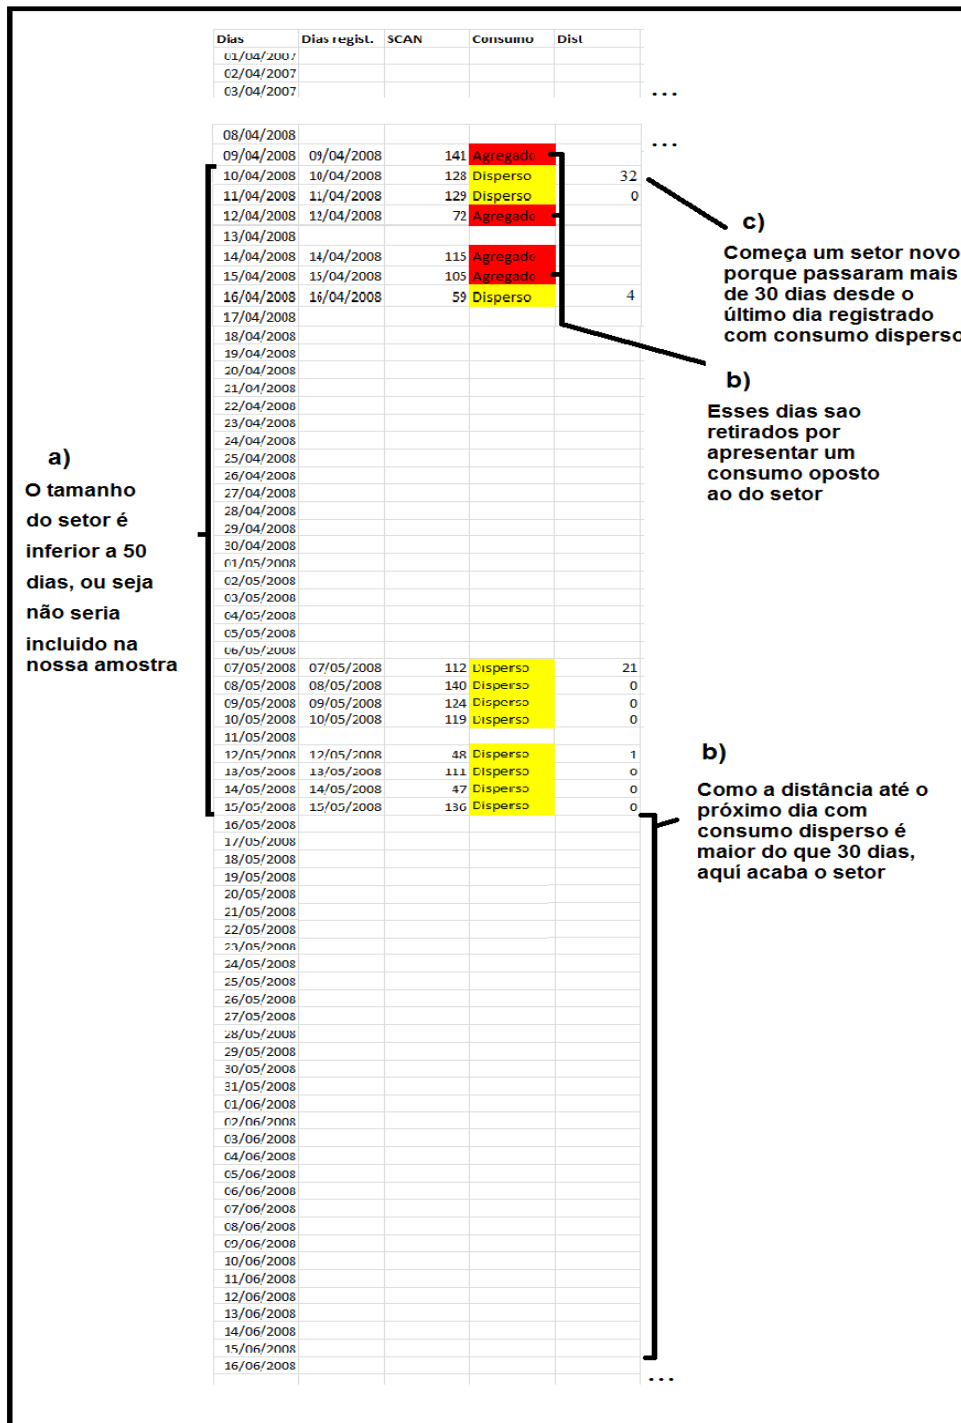 Dias Dias regist. SCAN Consumo Dist
01/04/2007
02/04/2007
03/04/2007
...
08/04/2008
...
09/04/2008 09/04/2008 141 Agregado
10/04/2008 10/04/2008 128 Disperso 32
11/04/2008 11/04/2008 129 Disperso 0
12/04/2008 12/04/2008 72 Agregado
13/04/2008
14/04/2008 14/04/2008 115 Agregado
15/04/2008 15/04/2008 105 Agregado
16/04/2008 16/04/2008 59 Disperso 4
17/04/2008
18/04/2008
19/04/2008
20/04/2008
21/04/2008
22/04/2008
23/04/2008
24/04/2008
25/04/2008
26/04/2008
27/04/2008
28/04/2008
29/04/2008
30/04/2008
01/05/2008
02/05/2008
03/05/2008
04/05/2008
05/05/2008
06/05/2008
07/05/2008 07/05/2008 112 Disperso 21
08/05/2008 08/05/2008 140 Disperso 0
09/05/2008 09/05/2008 124 Disperso 0
10/05/2008 10/05/2008 119 Disperso 0
11/05/2008
12/05/2008 12/05/2008 48 Disperso 1
13/05/2008 13/05/2008 111 Disperso 0
14/05/2008 14/05/2008 47 Disperso 0
15/05/2008 15/05/2008 136 Disperso 0
16/05/2008
17/05/2008
18/05/2008
19/05/2008
20/05/2008
21/05/2008
22/05/2008
23/05/2008
24/05/2008
25/05/2008
26/05/2008
27/05/2008
28/05/2008
29/05/2008
30/05/2008
31/05/2008
01/06/2008
02/06/2008
03/06/2008
04/06/2008
05/06/2008
06/06/2008
07/06/2008
08/06/2008
09/06/2008
10/06/2008
11/06/2008
12/06/2008
13/06/2008
14/06/2008
15/06/2008
16/06/2008
...
a)
O tamanho
do setor é
inferior a 50
dias, ou seja
não seria
incluido na
nossa amostra
c)
Começa um setor novo
porque passaram mais
de 30 dias desde o
último dia registrado
com consumo disperso
b)
Esses dias sao
retirados por
apresentar um
consumo oposto
ao do setor
b)
Como a distância até o
próximo dia com
consumo disperso é
maior do que 30 dias,
aquí acaba o setor